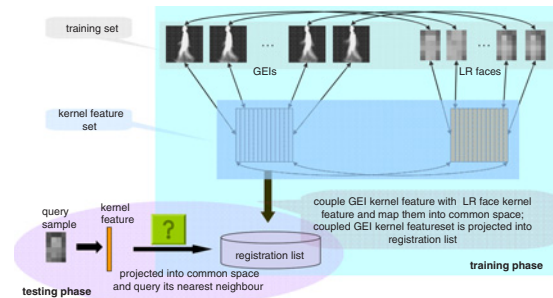 training set
...
...
GEIs
LR faces
kernel feature
set
couple GEI kernel feature with LR face kernel
feature and map them into common space;
coupled GEI kernel featureset is projected into
registration list
query
sample
kernel
feature
?
registration list
projected into common space
and query its nearest neighbour
testing phase
training phase